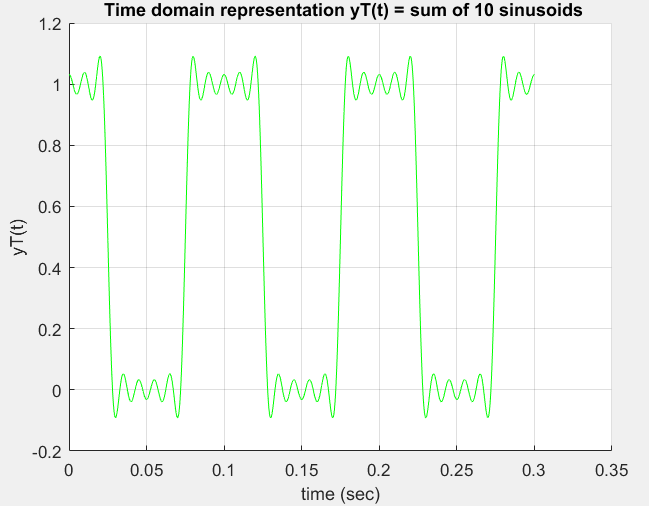 Time domain representation yT(t) = sum of 10 sinusoids
1.2
1
0.8
0.6
0.4
0.2
0
-0.2
yT(t)
0 0.05 0.1 0.15 0.2 0.25 0.3 0.35
time (sec)